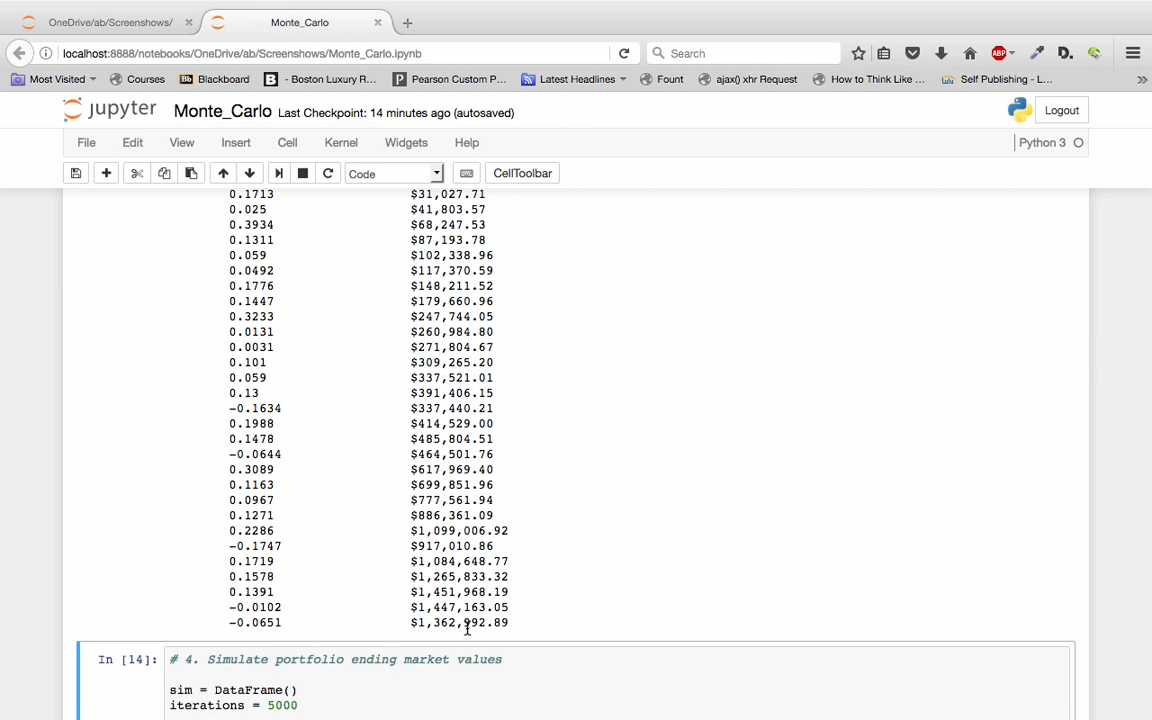 OneDrive/ab/Screenshows/
Monte_Carlo
localhost:8888/notebooks/OneDrive/ab/Screenshows/Monte_Carlo.ipynb
Search
ABP
D.
Most Visited
Courses
Bb Blackboard
B - Boston Luxury R...
P Pearson Custom P...
Latest Headlines
Fount
ajax() xhr Request
How to Think Like ...
Self Publishing - L...
jupyter Monte_Carlo Last Checkpoint: 14 minutes ago (autosaved)
Logout
File Edit View Insert Cell Kernel Widgets Help
Python 3
Code
CellToolbar
0.1713 $31,027.71
0.025 $41,803.57
0.3934 $68,247.53
0.1311 $87,193.78
0.059 $102,338.96
0.0492 $117,370.59
0.1776 $148,211.52
0.1447 $179,660.96
0.3233 $247,744.05
0.0131 $260,984.80
0.0031 $271,804.67
0.101 $309,265.20
0.059 $337,521.01
0.13 $391,406.15
-0.1634 $337,440.21
0.1988 $414,529.00
0.1478 $485,804.51
-0.0644 $464,501.76
0.3089 $617,969.40
0.1163 $699,851.96
0.0967 $777,561.94
0.1271 $886,361.09
0.2286 $1,099,006.92
-0.1747 $917,010.86
0.1719 $1,084,648.77
0.1578 $1,265,833.32
0.1391 $1,451,968.19
-0.0102 $1,447,163.05
-0.0651 $1,362,992.89
In [14]: # 4. Simulate portfolio ending market values
sim = DataFrame()
iterations = 5000